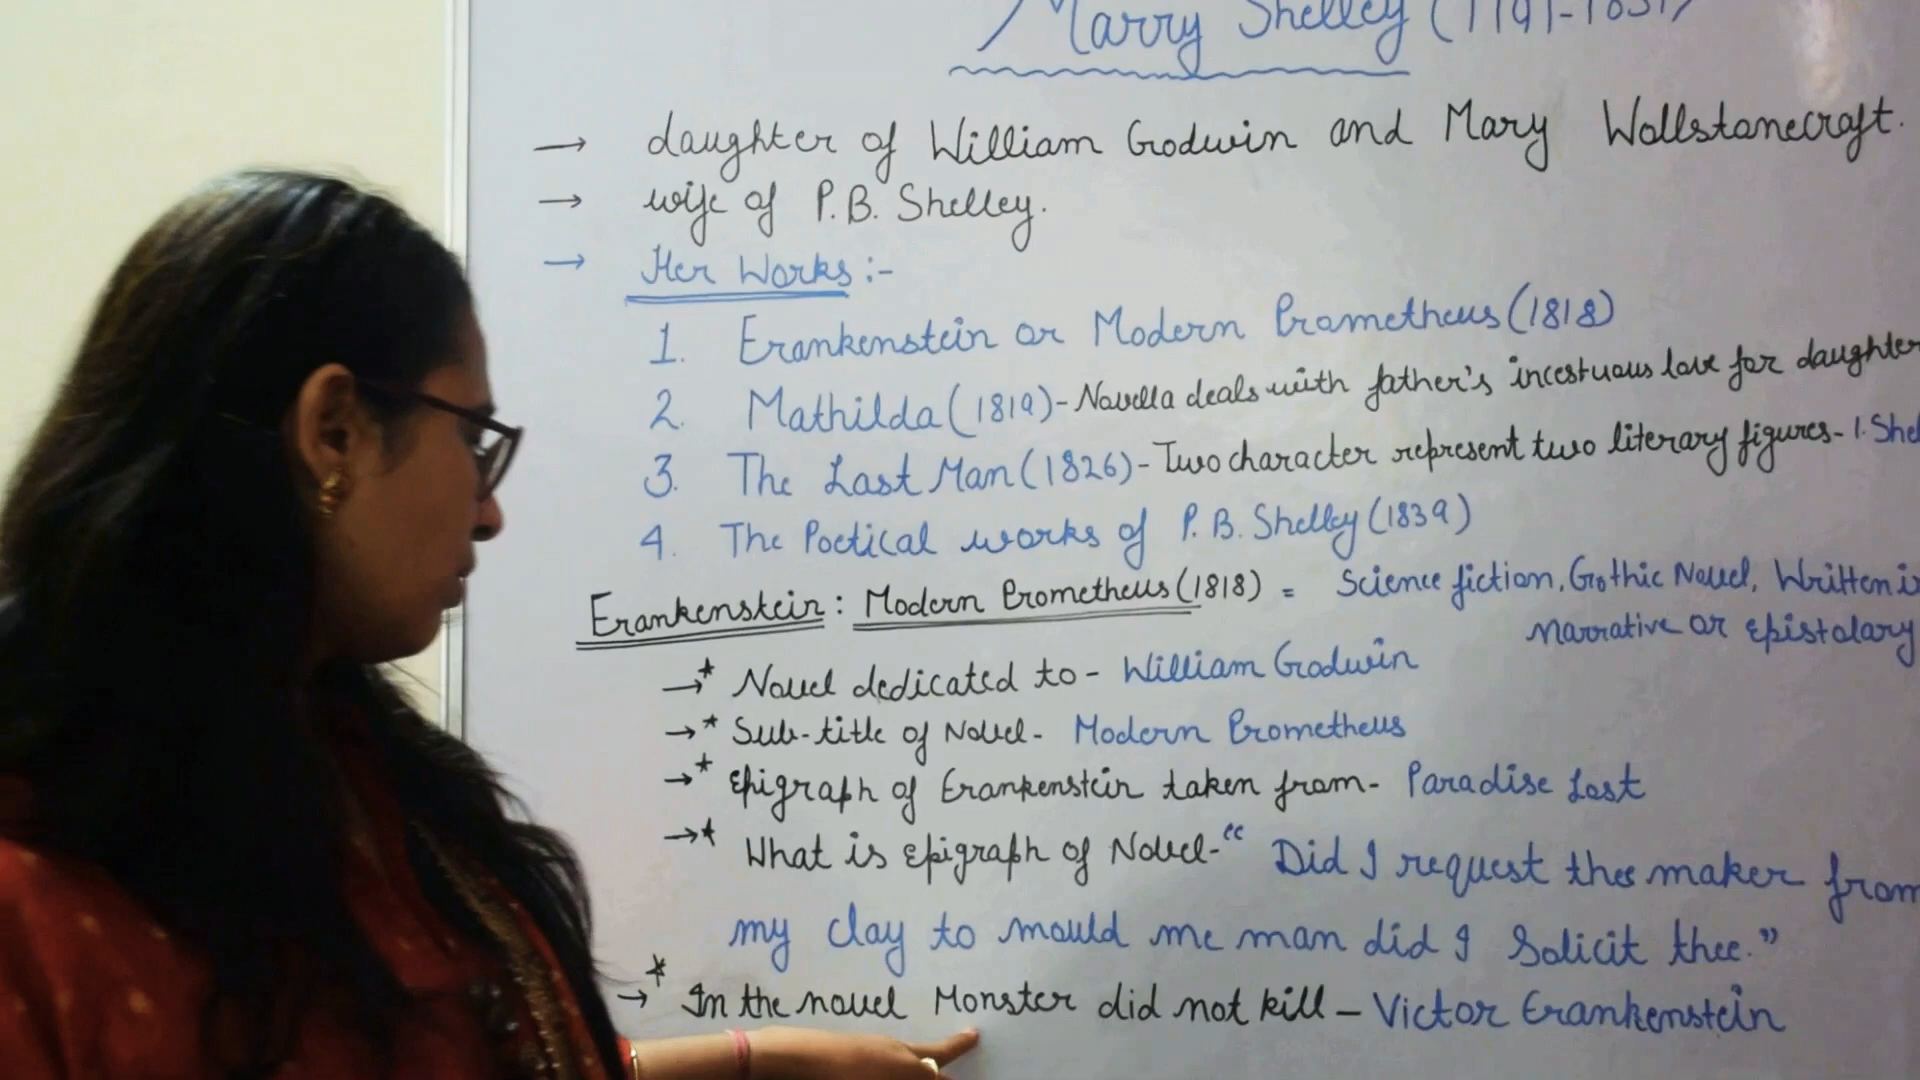 Marry Shelley (1797-1851)
→ daughter of William Godwin and Mary Wollstonecraft.
→ wife of P.B. Shelley.
→ Her Works :-
1. Frankenstein or Modern Prometheus (1818)
2. Mathilda (1819) - Novella deals with father's incestuous love for daughter
3. The Last Man (1826) - Two character represent two literary figures - 1. Shel
4. The Poetical works of P.B. Shelley (1839)
Frankenstein : Modern Prometheus (1818) = Science fiction, Gothic Novel, Written in
narrative or epistolary
→* Novel dedicated to - William Godwin
→* Sub-title of Novel - Modern Prometheus
→* Epigraph of Frankenstein taken from - Paradise Lost
→* What is epigraph of Novel - "Did I request thee maker from
my clay to mould me man did I Solicit thee."
→* In the novel Monster did not kill - Victor Frankenstein